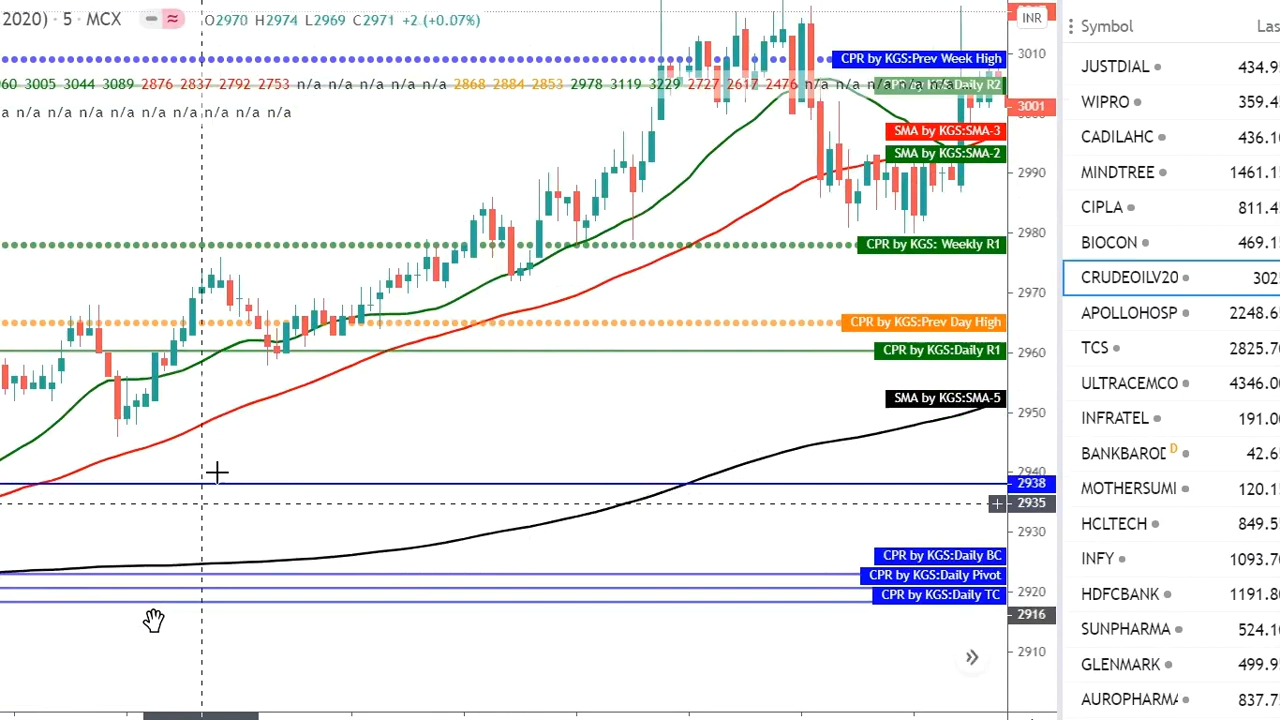 2020) · 5 · MCX O2970 H2974 L2969 C2971 +2 (+0.07%)
INR
3010
CPR by KGS:Prev Week High
60 3005 3044 3089 2876 2837 2792 2751 n/a n/a n/a n/a 2868 2884 2853 2978 3119 3229 2727 2617 2476 n/a n/a n/a n/a n/a
CPR by KGS:Daily R2
3001
a n/a n/a n/a n/a n/a n/a n/a n/a n/a
SMA by KGS:SMA-3
SMA by KGS:SMA-2
2990
2980
CPR by KGS: Weekly R1
2970
CPR by KGS:Prev Day High
CPR by KGS:Daily R1
2960
SMA by KGS:SMA-5
2950
2940
2938
2935
2930
CPR by KGS:Daily BC
CPR by KGS:Daily Pivot
CPR by KGS:Daily TC
2920
2916
2910
Symbol Las
JUSTDIAL 434.9
WIPRO 359.4
CADILAHC 436.1
MINDTREE 1461.1
CIPLA 811.4
BIOCON 469.1
CRUDEOILV20 302
APOLLOHOSP 2248.6
TCS 2825.7
ULTRACEMCO 4346.0
INFRATEL 191.0
BANKBAROD D 42.6
MOTHERSUMI 120.1
HCLTECH 849.5
INFY 1093.7
HDFCBANK 1191.8
SUNPHARMA 524.1
GLENMARK 499.9
AUROPHARMA 837.7